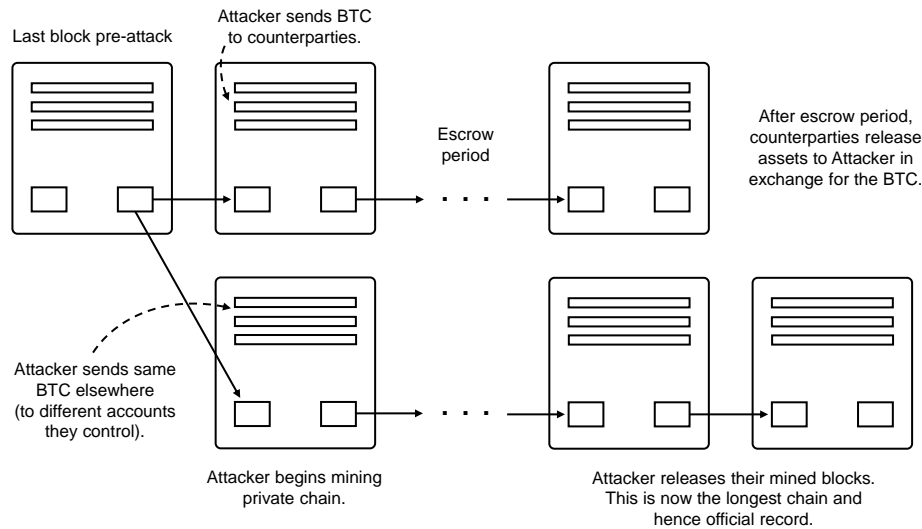 Last block pre-attack
Attacker sends BTC
to counterparties.
Escrow
period
. . .
After escrow period,
counterparties release
assets to Attacker in
exchange for the BTC.
Attacker sends same
BTC elsewhere
(to different accounts
they control).
. . .
Attacker begins mining
private chain.
Attacker releases their mined blocks.
This is now the longest chain and
hence official record.